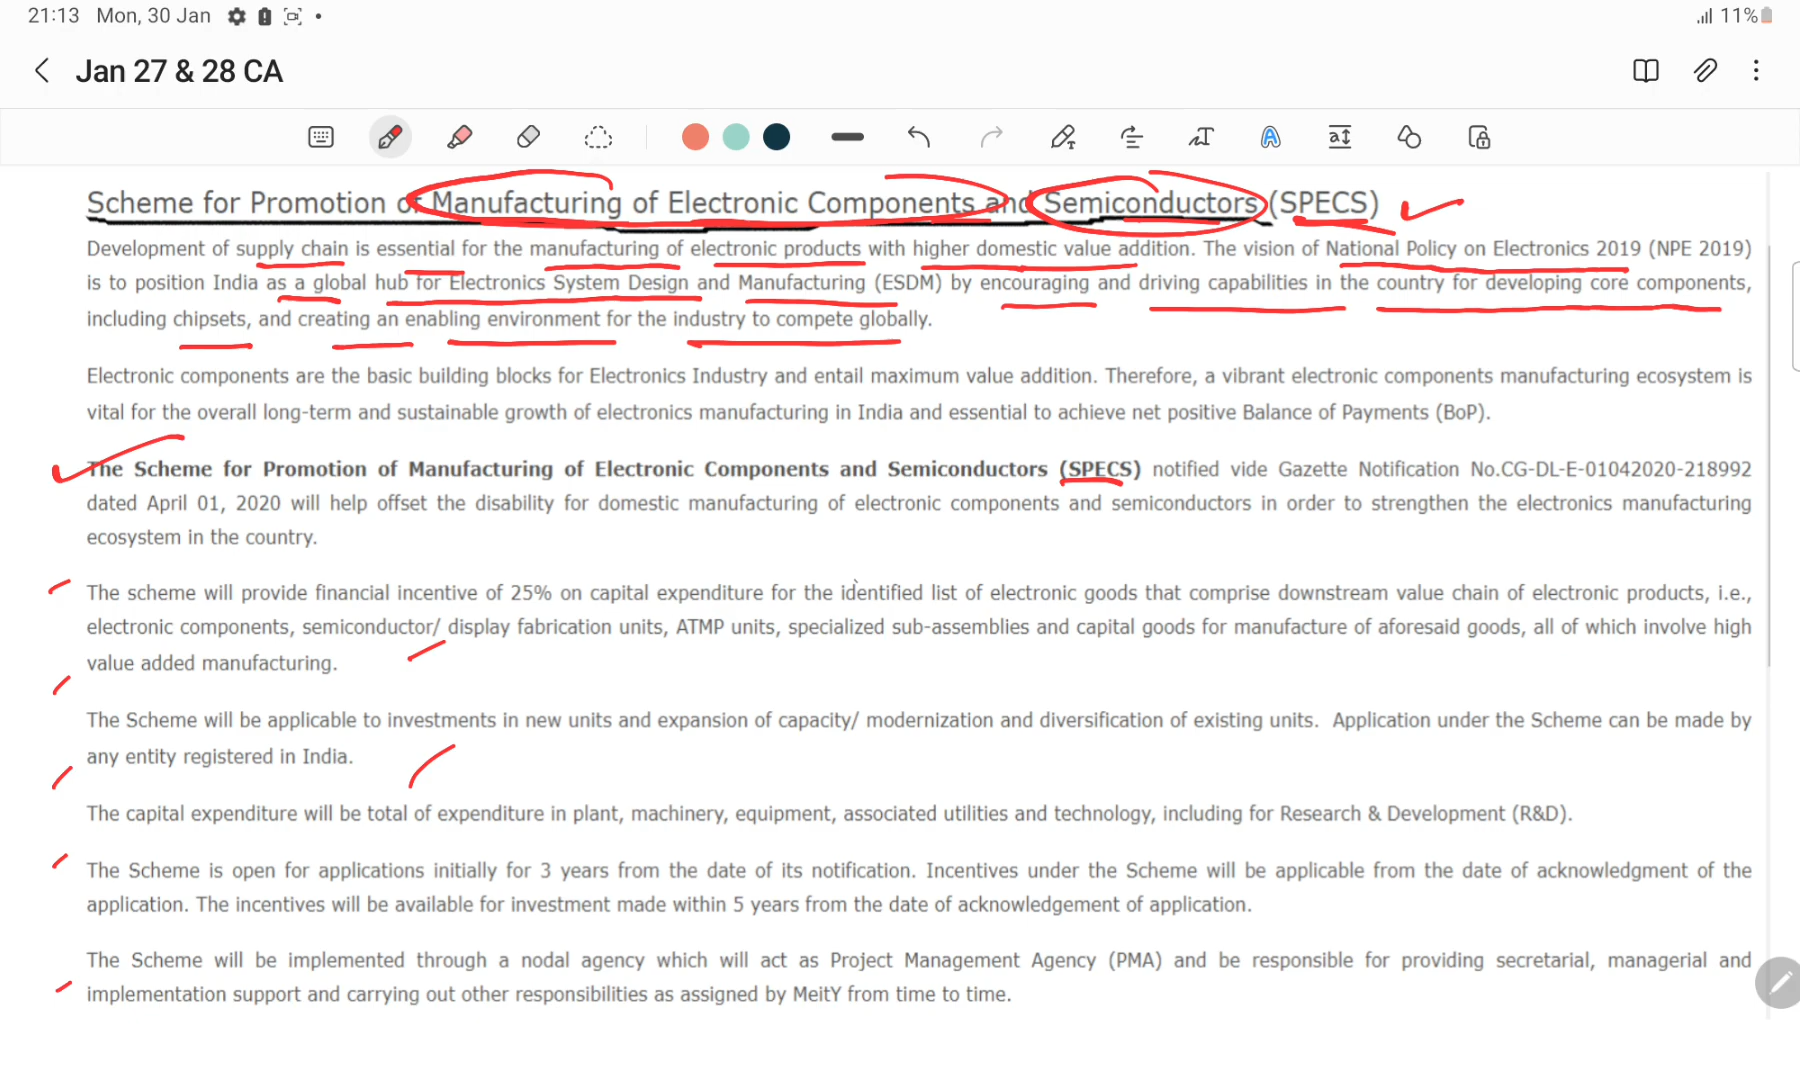 21:13 Mon, 30 Jan
11%
Jan 27 & 28 CA
Scheme for Promotion of Manufacturing of Electronic Components and Semiconductors (SPECS)
Development of supply chain is essential for the manufacturing of electronic products with higher domestic value addition. The vision of National Policy on Electronics 2019 (NPE 2019)
is to position India as a global hub for Electronics System Design and Manufacturing (ESDM) by encouraging and driving capabilities in the country for developing core components,
including chipsets, and creating an enabling environment for the industry to compete globally.
Electronic components are the basic building blocks for Electronics Industry and entail maximum value addition. Therefore, a vibrant electronic components manufacturing ecosystem is
vital for the overall long-term and sustainable growth of electronics manufacturing in India and essential to achieve net positive Balance of Payments (BoP).
The Scheme for Promotion of Manufacturing of Electronic Components and Semiconductors (SPECS) notified vide Gazette Notification No.CG-DL-E-01042020-218992
dated April 01, 2020 will help offset the disability for domestic manufacturing of electronic components and semiconductors in order to strengthen the electronics manufacturing
ecosystem in the country.
The scheme will provide financial incentive of 25% on capital expenditure for the identified list of electronic goods that comprise downstream value chain of electronic products, i.e.,
electronic components, semiconductor/ display fabrication units, ATMP units, specialized sub-assemblies and capital goods for manufacture of aforesaid goods, all of which involve high
value added manufacturing.
The Scheme will be applicable to investments in new units and expansion of capacity/ modernization and diversification of existing units. Application under the Scheme can be made by
any entity registered in India.
The capital expenditure will be total of expenditure in plant, machinery, equipment, associated utilities and technology, including for Research & Development (R&D).
The Scheme is open for applications initially for 3 years from the date of its notification. Incentives under the Scheme will be applicable from the date of acknowledgment of the
application. The incentives will be available for investment made within 5 years from the date of acknowledgement of application.
The Scheme will be implemented through a nodal agency which will act as Project Management Agency (PMA) and be responsible for providing secretarial, managerial and
implementation support and carrying out other responsibilities as assigned by MeitY from time to time.